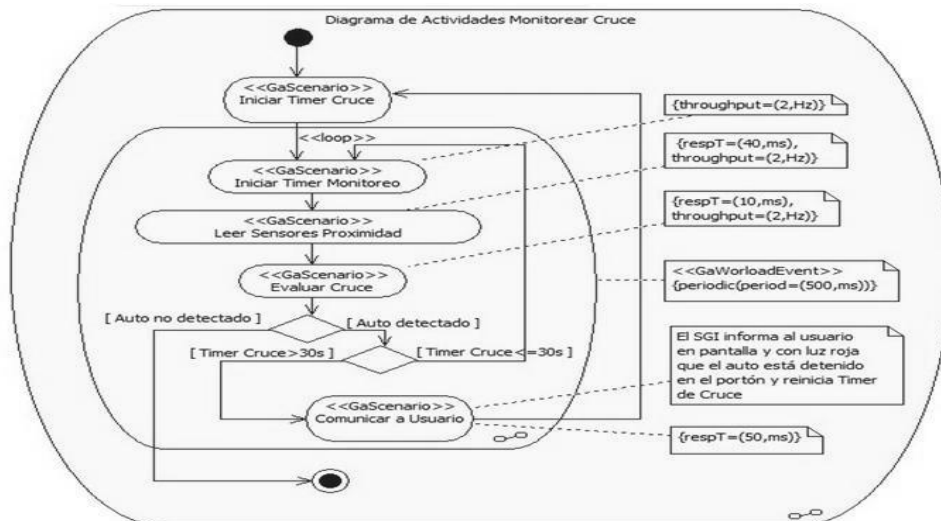 Diagrama de Actividades Monitorear Cruce
<<GaScenario>>
Iniciar Timer Cruce
{throughput=(2,Hz)}
<<loop>>
<<GaScenario>>
Iniciar Timer Monitoreo
{respT=(40,ms),
throughput=(2,Hz)}
<<GaScenario>>
Leer Sensores Proximidad
{respT=(10,ms),
throughput=(2,Hz)}
<<GaScenario>>
Evaluar Cruce
<<GaWorloadEvent>>
{periodic(period=(500,ms))}
[ Auto no detectado ]
[ Auto detectado ]
[ Timer Cruce>30s ]
[ Timer Cruce<=30s ]
El SGI informa al usuario
en pantalla y con luz roja
que el auto está detenido
en el portón y reinicia Timer
de Cruce
<<GaScenario>>
Comunicar a Usuario
{respT=(50,ms)}